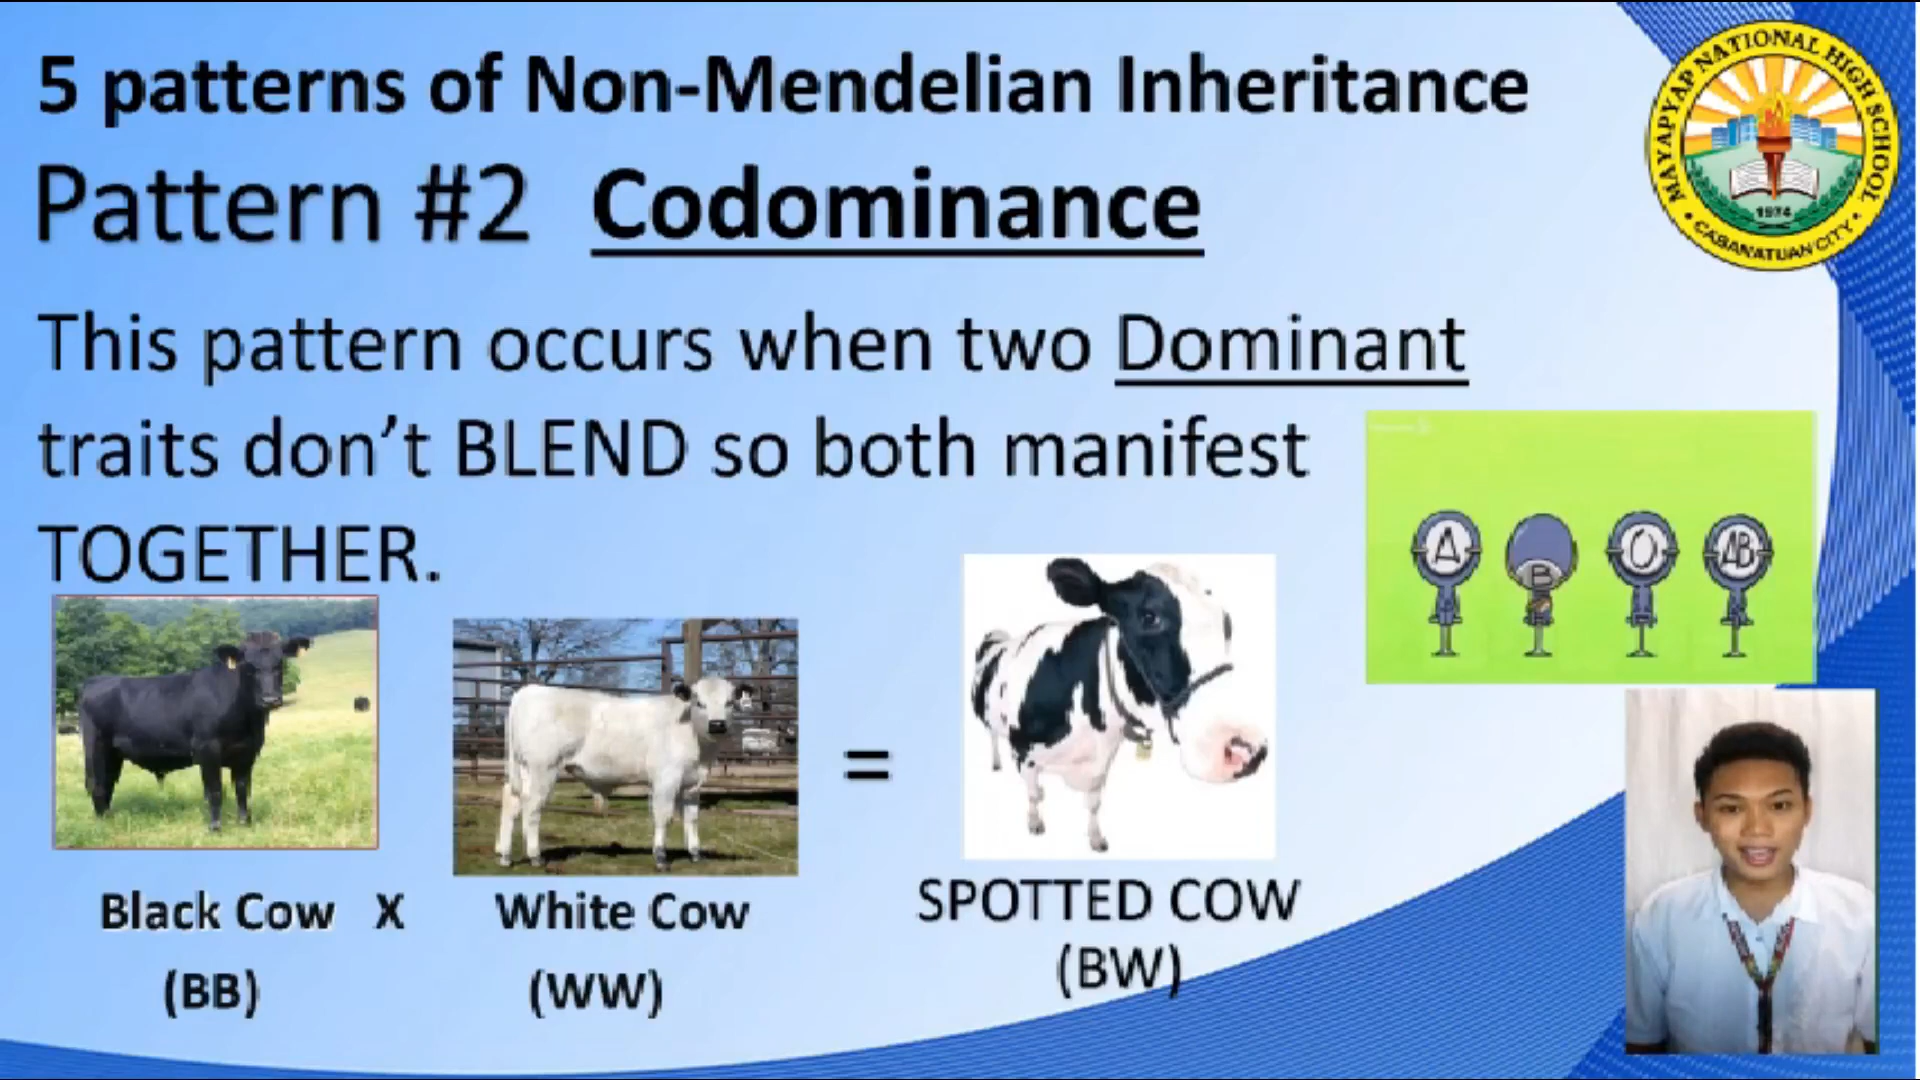 5 patterns of Non-Mendelian Inheritance
Pattern #2 Codominance
This pattern occurs when two Dominant
traits don’t BLEND so both manifest
TOGETHER.
Black Cow X White Cow
(BB) (WW)
=
SPOTTED COW
(BW)
A B O AB
MAYAPYAP NATIONAL HIGH SCHOOL
1974
CABANATUAN CITY